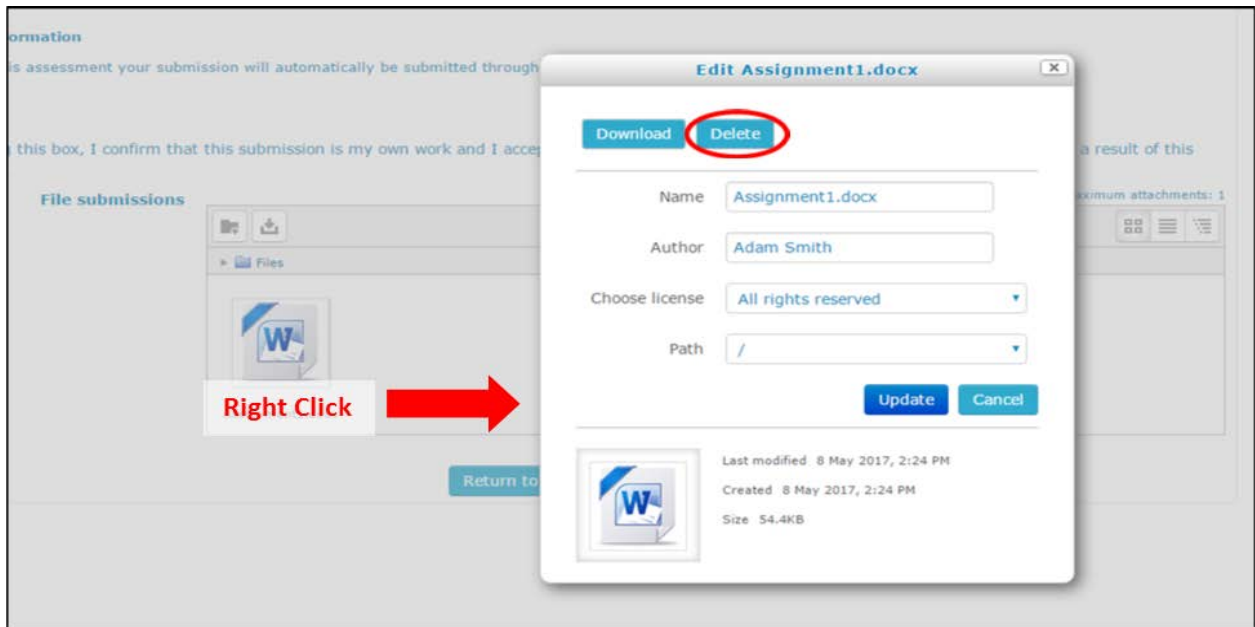 ormation
is assessment your submission will automatically be submitted through
this box, I confirm that this submission is my own work and I accep
a result of this
File submissions
ximum attachments: 1
Files
Right Click
Return to
Edit Assignment1.docx
Download
Delete
Name Assignment1.docx
Author Adam Smith
Choose license All rights reserved
Path /
Update
Cancel
Last modified 8 May 2017, 2:24 PM
Created 8 May 2017, 2:24 PM
Size 54.4KB